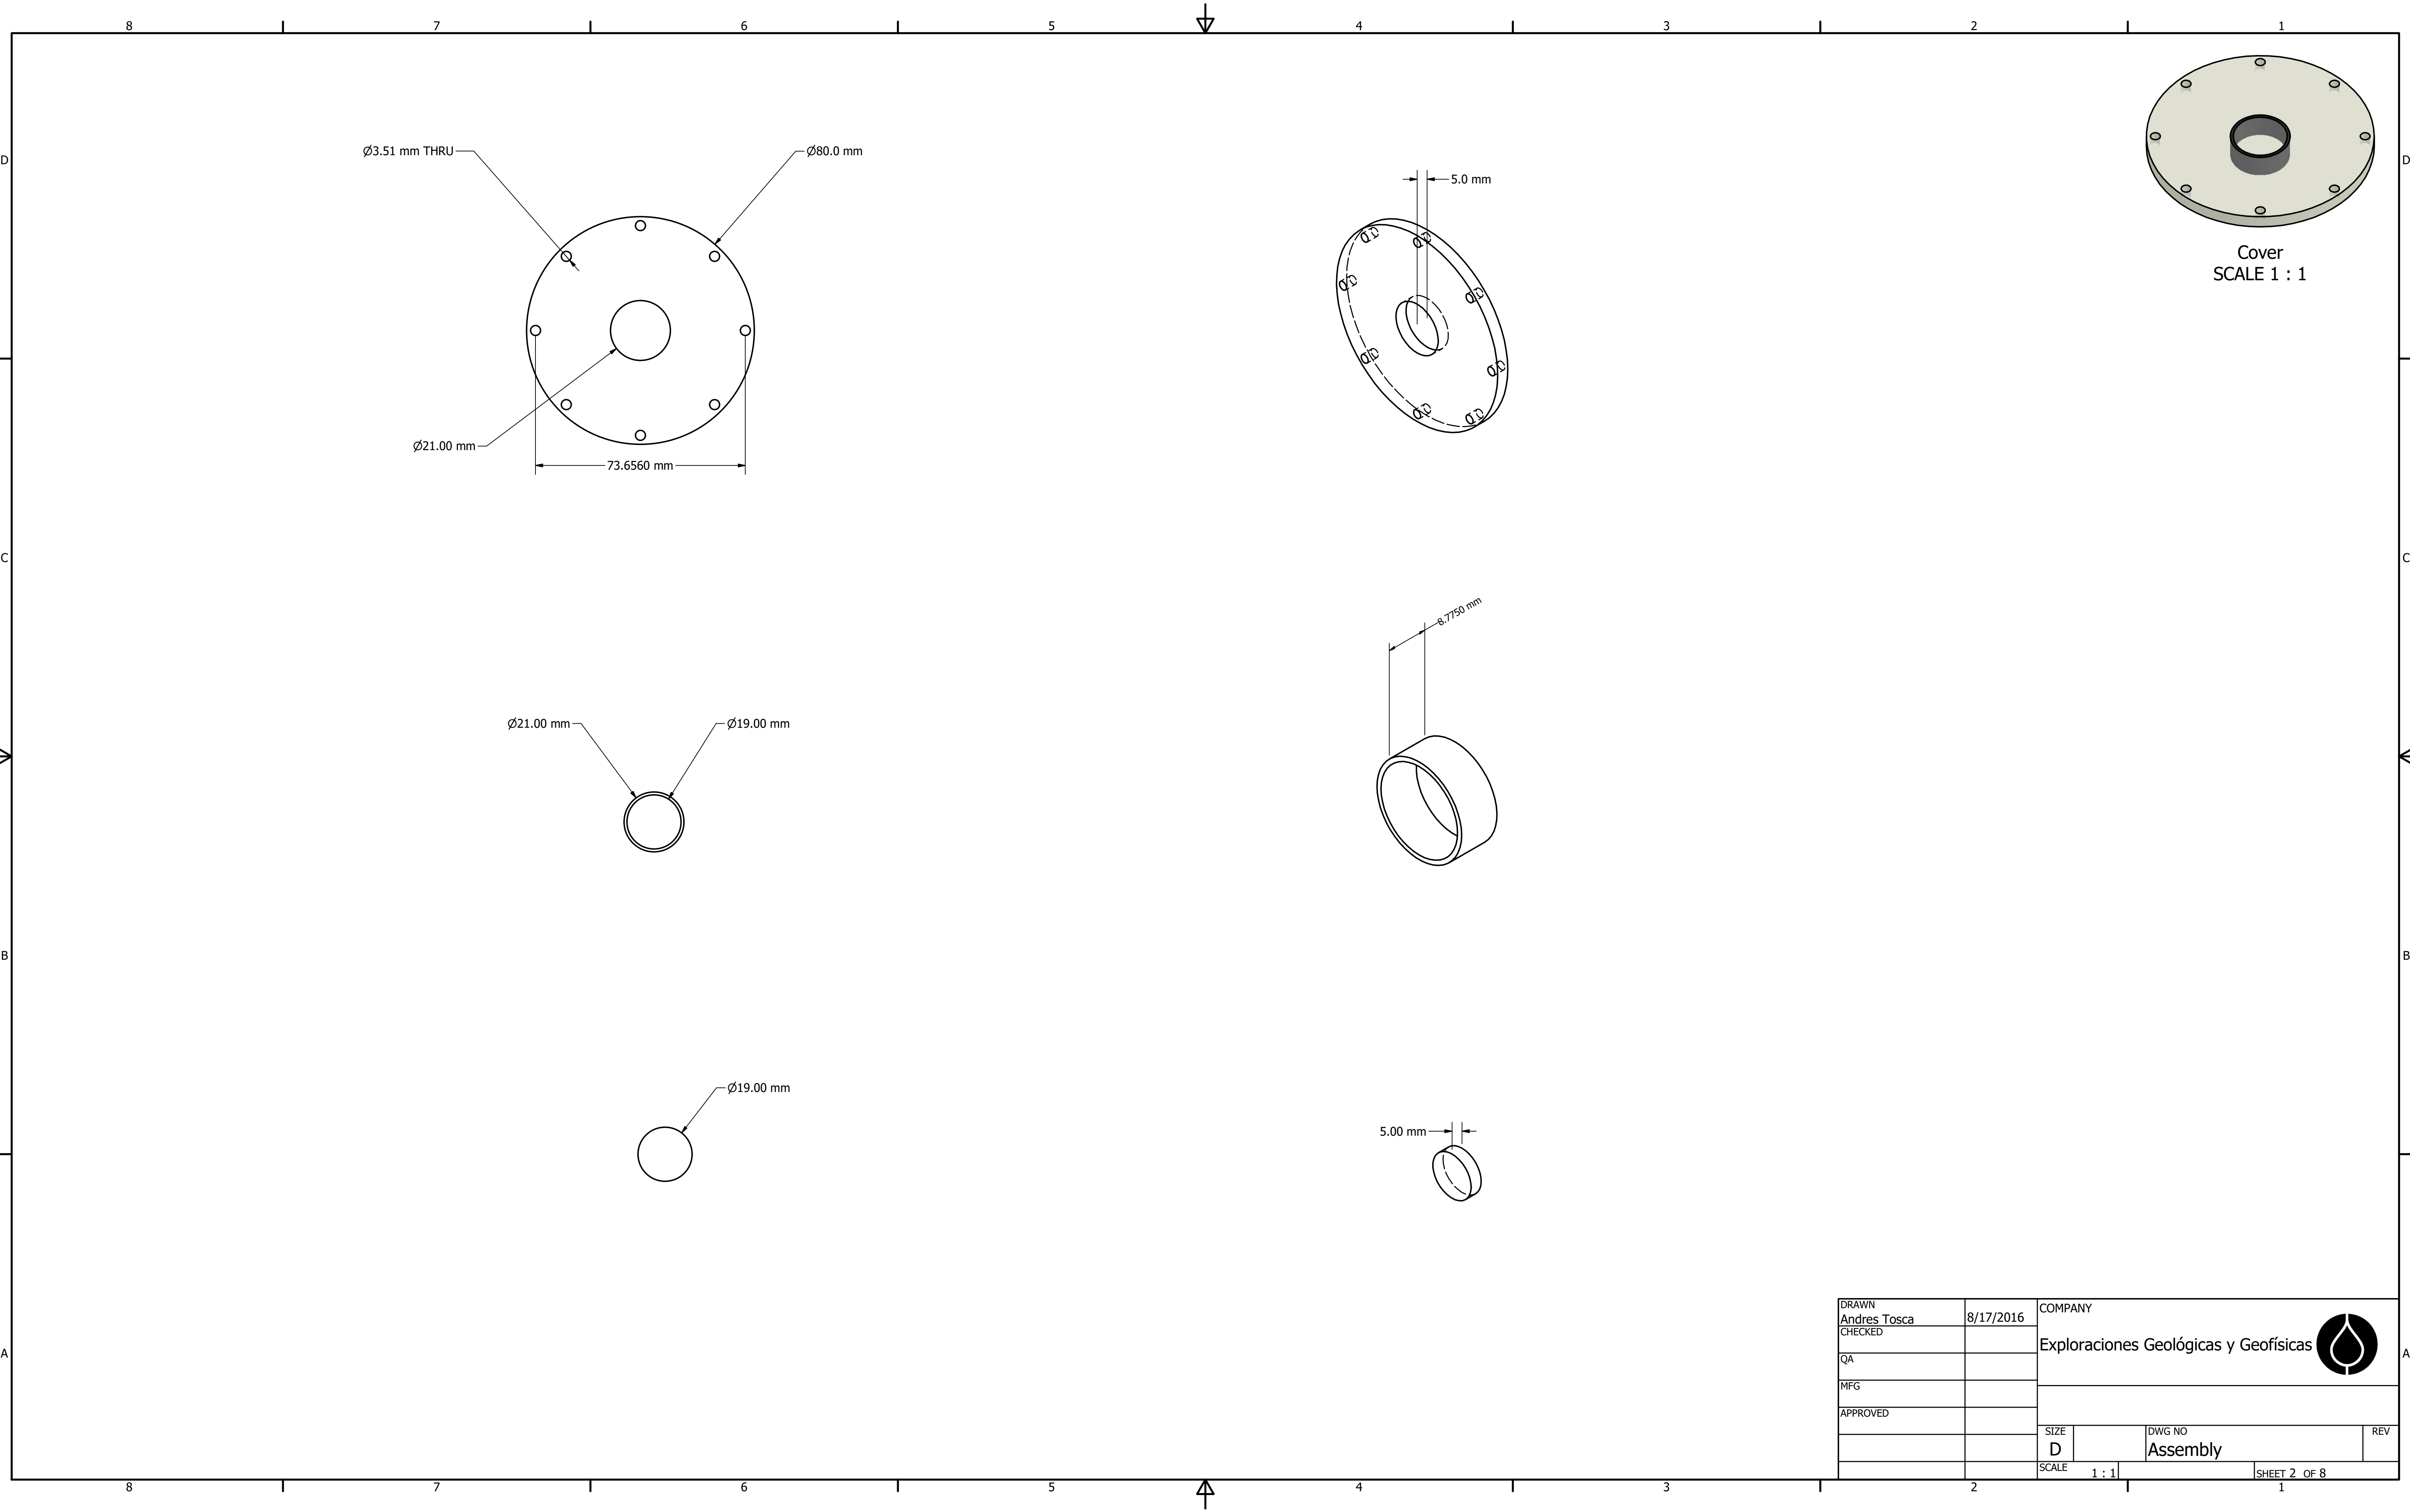 8 7 6 5 4 3 2 1
D D
C C
B B
A A
Ø3.51 mm THRU
Ø80.0 mm
Ø21.00 mm
73.6560 mm
5.0 mm
Cover
SCALE 1 : 1
8.7750 mm
Ø21.00 mm
Ø19.00 mm
Ø19.00 mm
5.00 mm
DRAWN
Andres Tosca
8/17/2016
CHECKED
QA
MFG
APPROVED
COMPANY
Exploraciones Geológicas y Geofísicas
SIZE
D
DWG NO
Assembly
REV
SCALE
1 : 1
SHEET 2 OF 8
8 7 6 5 4 3 2 1